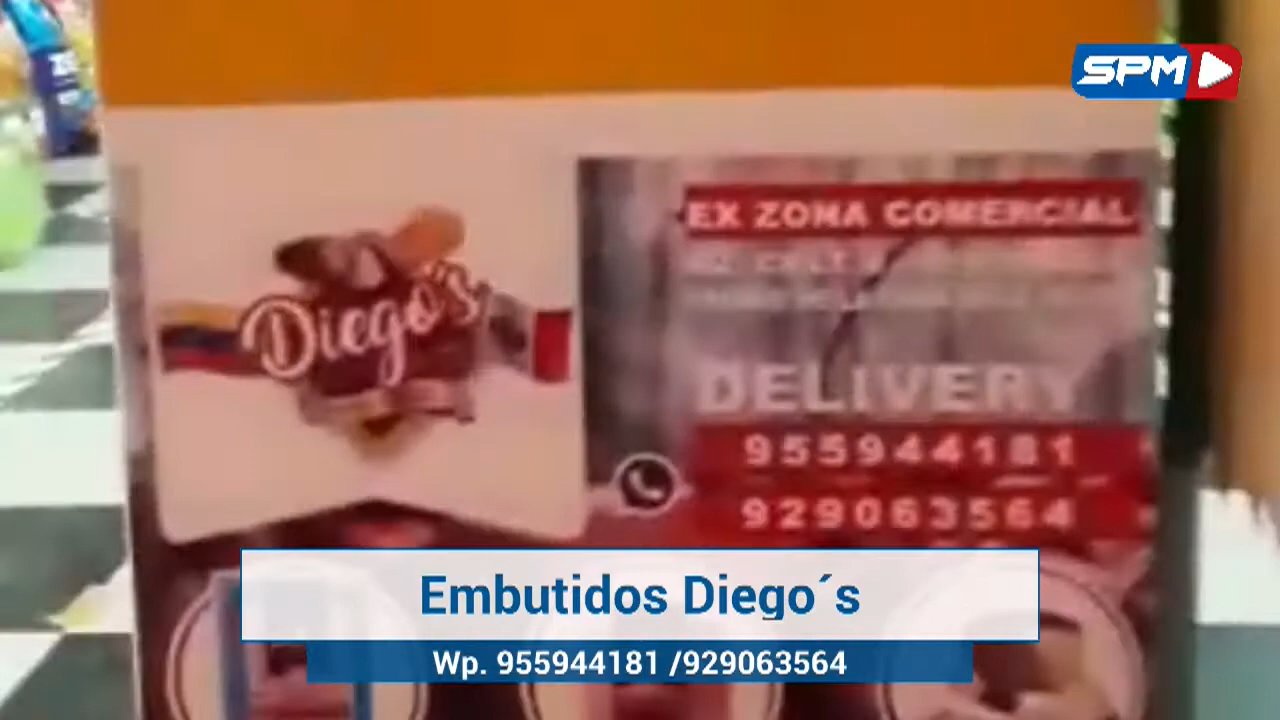 SPM
EX ZONA COMERCIAL
Diego's
DELIVERY
955944181
929063564
Embutidos Diego´s
Wp. 955944181 /929063564